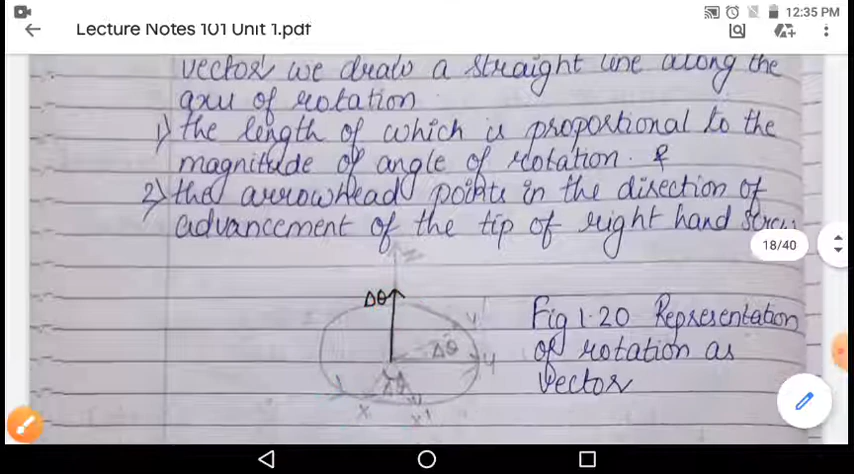 12:35 PM
Lecture Notes 101 Unit 1.pdf
vector we draw a straight line along the
axis of rotation
1) the length of which is proportional to the
magnitude of angle of rotation. &
2) the arrowhead points in the direction of
advancement of the tip of right hand screw
18/40
z
Δθ
y'
Δθ
y
Δθ
x
x'
Fig 1.20 Representation
of rotation as
vector